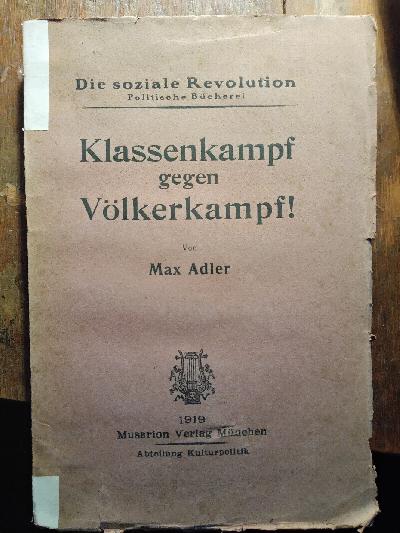 Die soziale Revolution
Politische Bücherei
Klassenkampf
gegen
Völkerkampf!
Von
Max Adler
1919
Musarion Verlag München
Abteilung Kulturpolitik